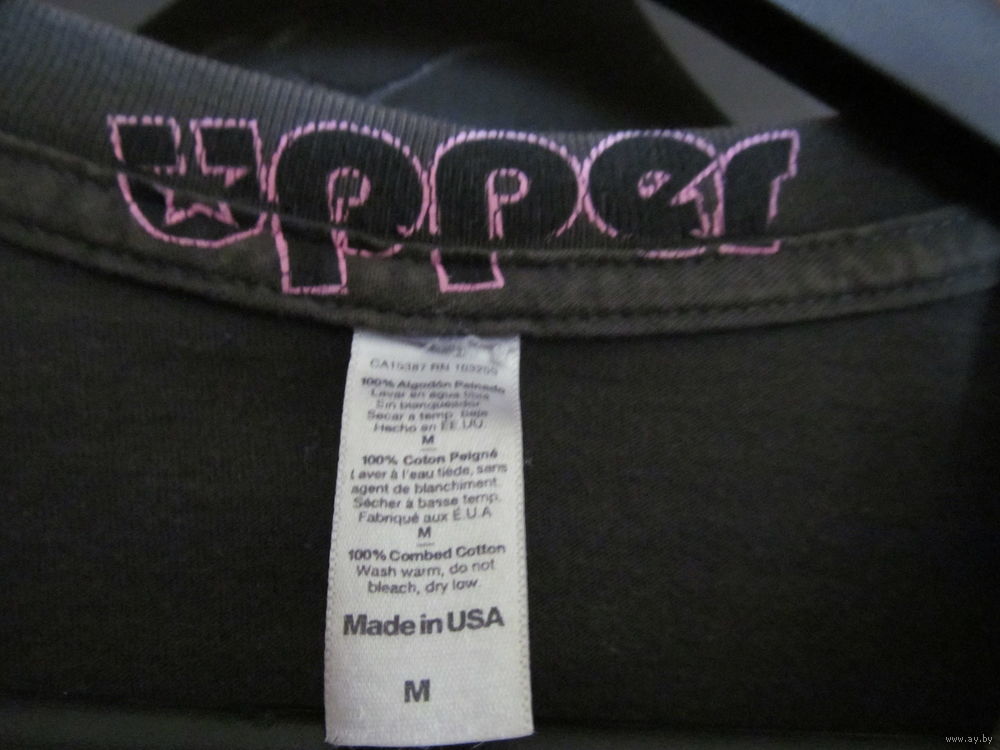 upper
CA15387 RN 103255
100% Algodón Peinado
Lavar en agua tibia
Sin blanqueador
Secar a temp. baja
Hecho en EE.UU.
M
100% Coton Peigné
Laver à l'eau tiède, sans
agent de blanchiment.
Sécher à basse temp.
Fabriqué aux É.U.A
M
100% Combed Cotton
Wash warm, do not
bleach, dry low.
Made in USA
M
www.ay.by